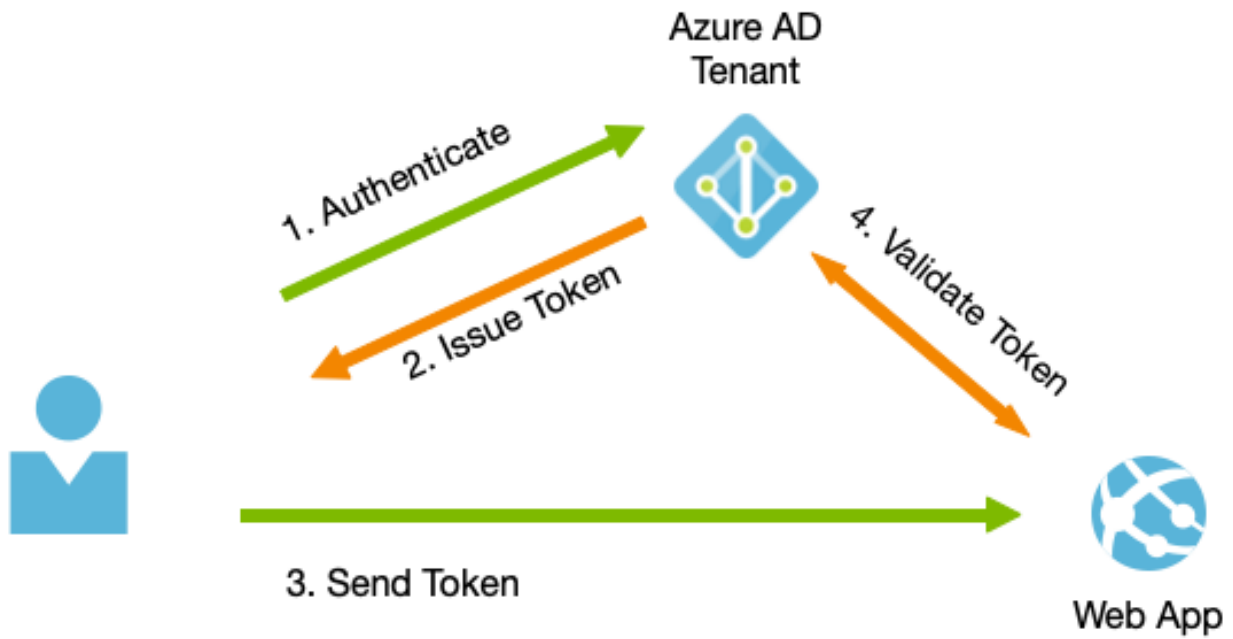 Azure AD
Tenant
1. Authenticate
2. Issue Token
4. Validate Token
3. Send Token
Web App